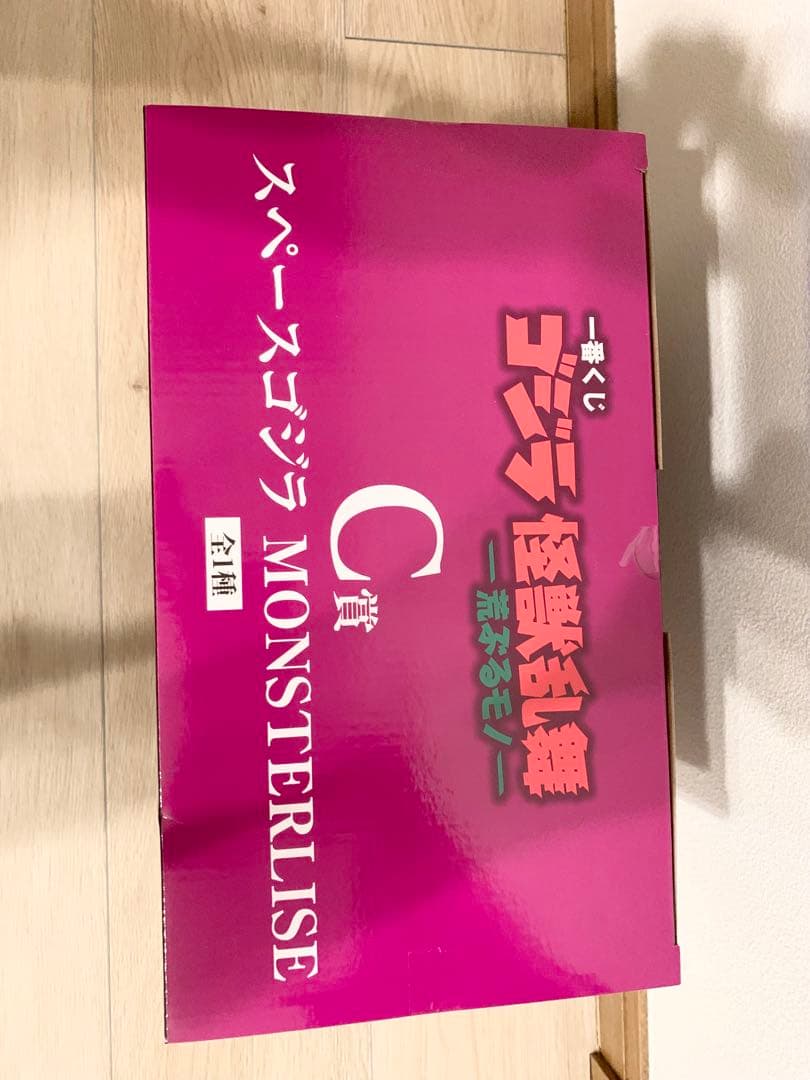 一番くじ
ゴジラ 怪獣乱舞
ー荒ぶるモノー
C賞
スペースゴジラ MONSTERLISE
全1種